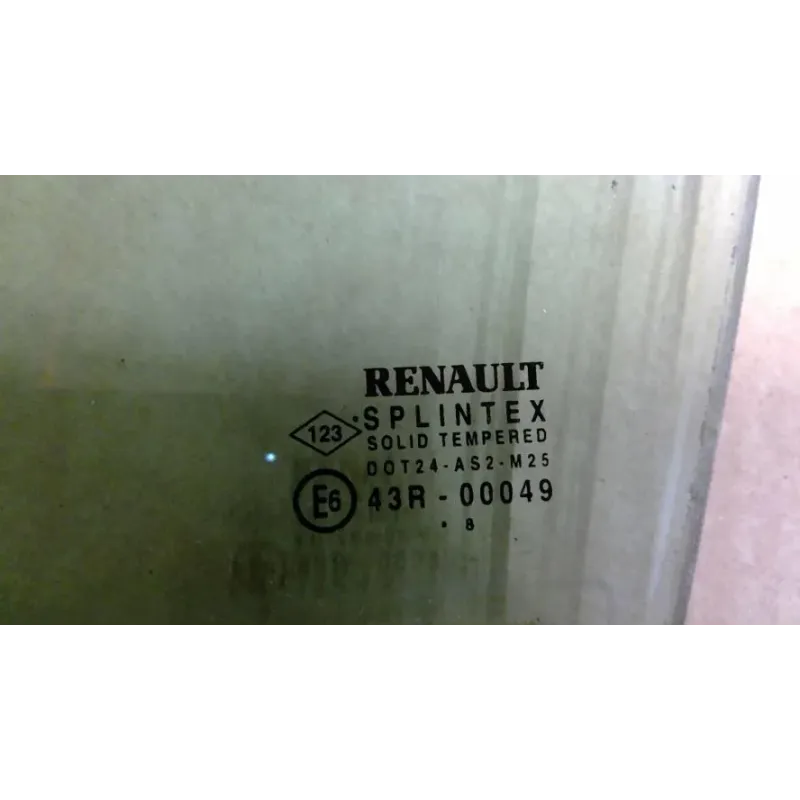 RENAULT
123 SPLINTEX
SOLID TEMPERED
DOT24-AS2-M25
E6 43R-00049
. 8